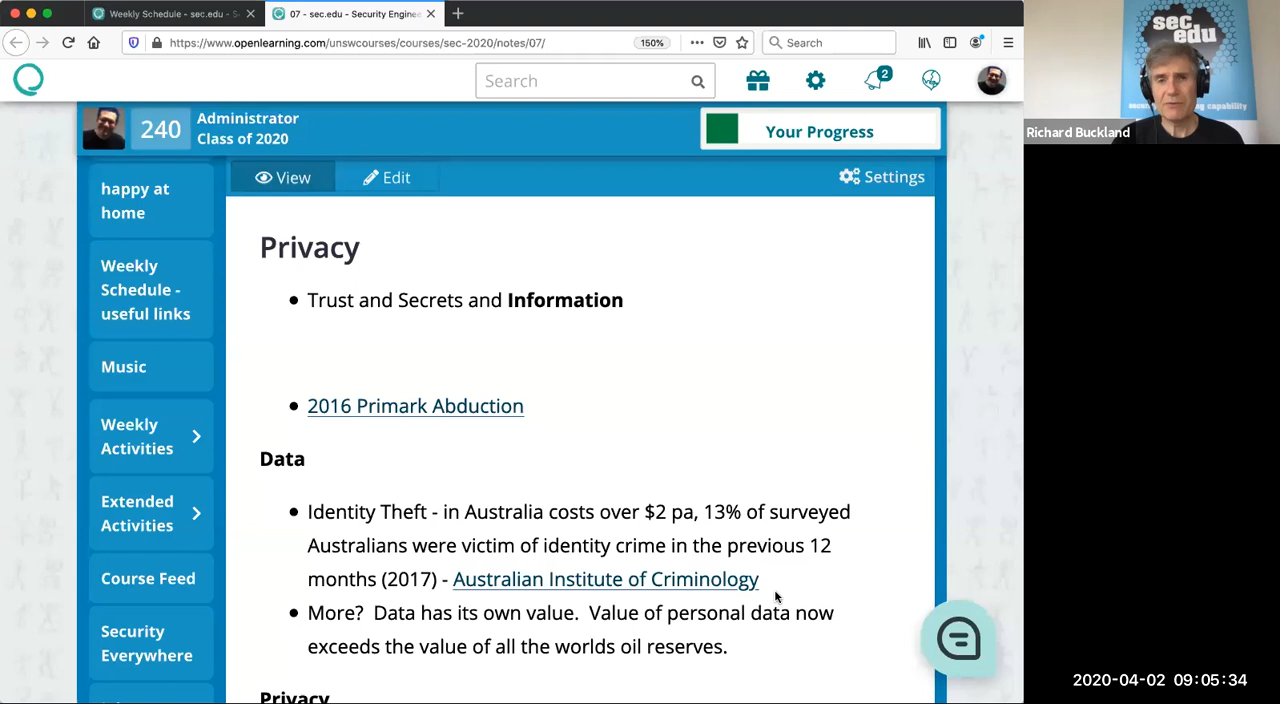 Weekly Schedule - sec.edu - S
07 - sec.edu - Security Enginee
https://www.openlearning.com/unswcourses/courses/sec-2020/notes/07/
150%
Search
Search
2
240
Administrator
Class of 2020
Your Progress
View
Edit
Settings
happy at
home
Weekly
Schedule -
useful links
Music
Weekly
Activities
Extended
Activities
Course Feed
Security
Everywhere
Privacy
Trust and Secrets and Information
2016 Primark Abduction
Data
Identity Theft - in Australia costs over $2 pa, 13% of surveyed
Australians were victim of identity crime in the previous 12
months (2017) - Australian Institute of Criminology
More?  Data has its own value.  Value of personal data now
exceeds the value of all the worlds oil reserves.
Privacy
sec
edu
capability
Richard Buckland
2020-04-02 09:05:34